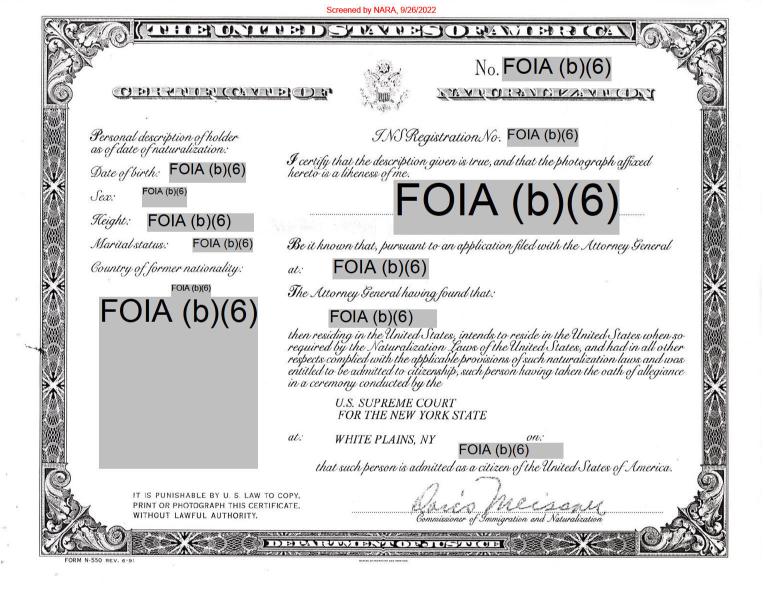 Screened by NARA, 9/26/2022
THE UNITED STATES OF AMERICA
No. FOIA (b)(6)
CERTIFICATE OF NATURALIZATION
Personal description of holder
as of date of naturalization:
Date of birth: FOIA (b)(6)
Sex: FOIA (b)(6)
Height: FOIA (b)(6)
Marital status: FOIA (b)(6)
Country of former nationality:
FOIA (b)(6)
FOIA (b)(6)
INS Registration No. FOIA (b)(6)
I certify that the description given is true, and that the photograph affixed
hereto is a likeness of me.
FOIA (b)(6)
Be it known that, pursuant to an application filed with the Attorney General
at: FOIA (b)(6)
The Attorney General having found that:
FOIA (b)(6)
then residing in the United States, intends to reside in the United States when so
required by the Naturalization Laws of the United States, and had in all other
respects complied with the applicable provisions of such naturalization laws and was
entitled to be admitted to citizenship, such person having taken the oath of allegiance
in a ceremony conducted by the
U.S. SUPREME COURT
FOR THE NEW YORK STATE
at: WHITE PLAINS, NY on:
FOIA (b)(6)
that such person is admitted as a citizen of the United States of America.
IT IS PUNISHABLE BY U. S. LAW TO COPY,
PRINT OR PHOTOGRAPH THIS CERTIFICATE,
WITHOUT LAWFUL AUTHORITY.
Doris Meissner
Commissioner of Immigration and Naturalization
DEPARTMENT OF JUSTICE
FORM N-550 REV. 6-91